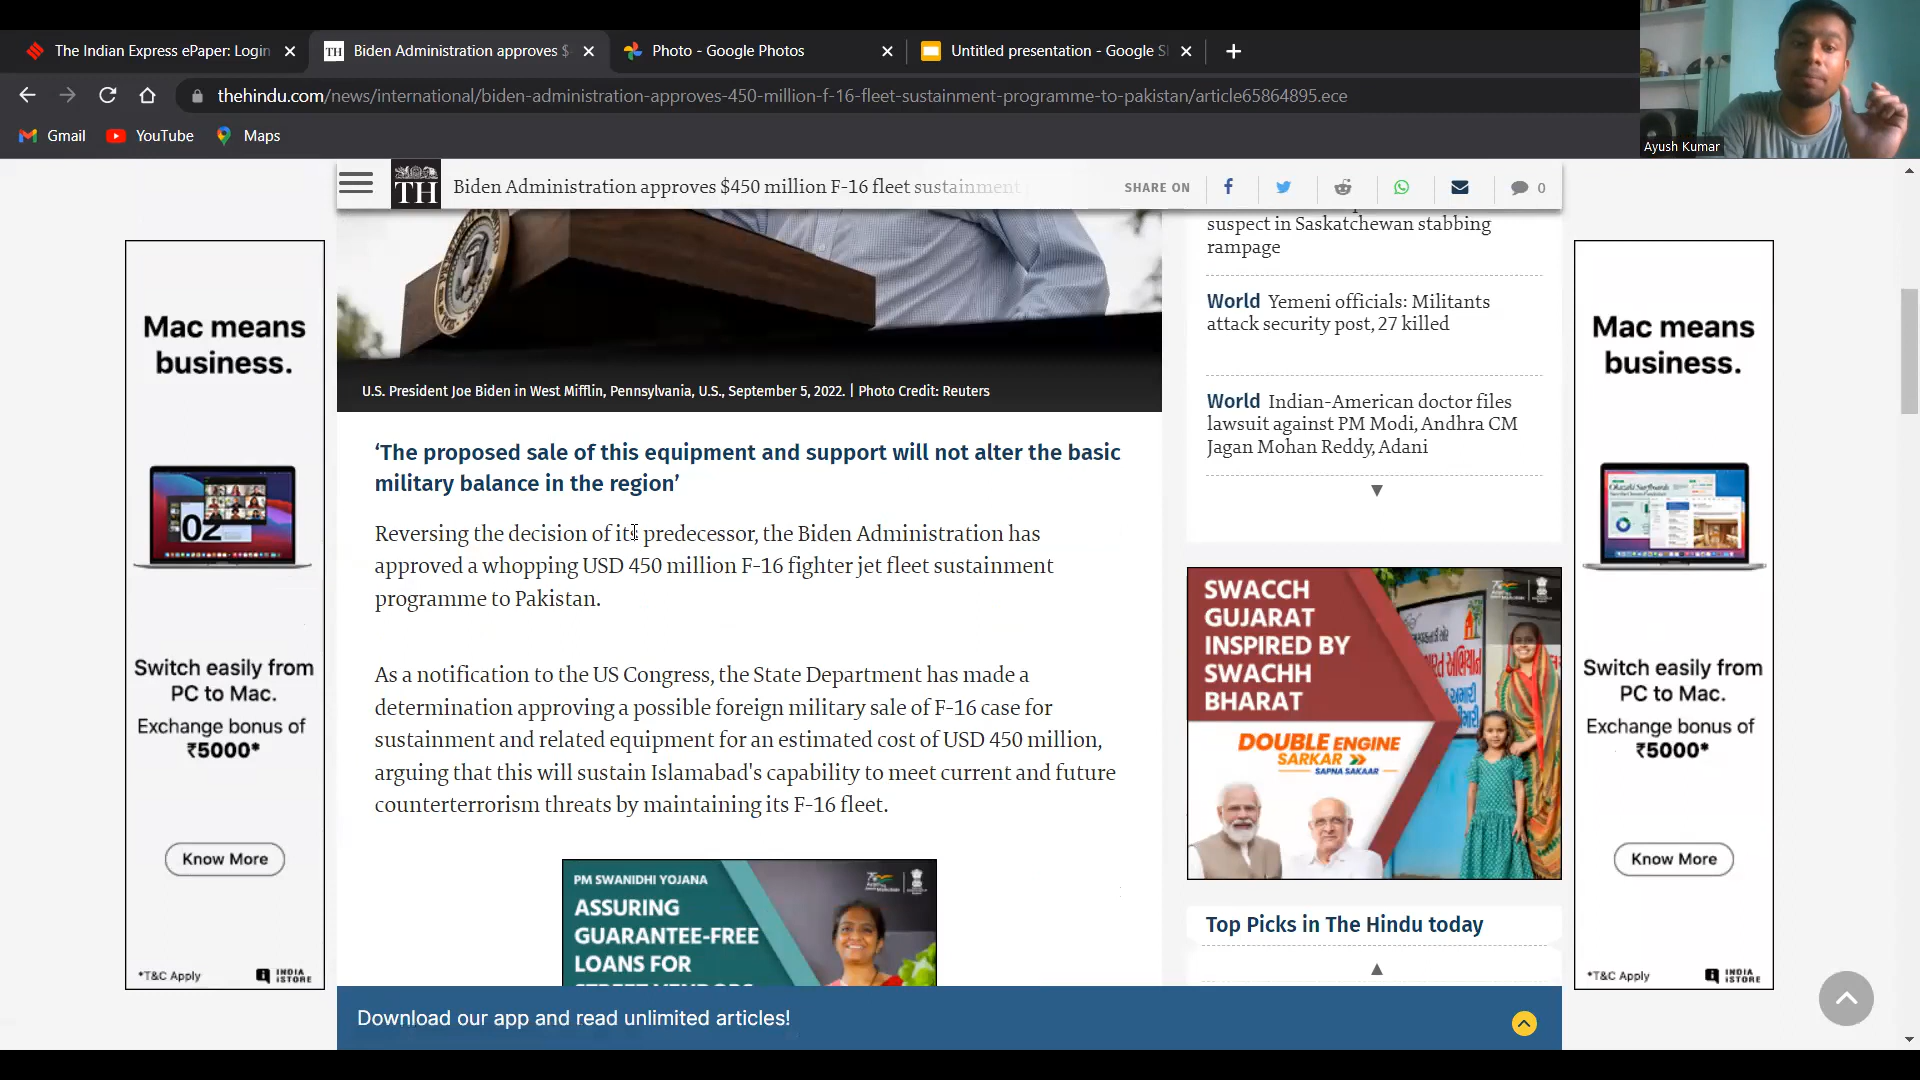 The Indian Express ePaper: Login
Biden Administration approves $
Photo - Google Photos
Untitled presentation - Google Sl
thehindu.com/news/international/biden-administration-approves-450-million-f-16-fleet-sustainment-programme-to-pakistan/article65864895.ece
Gmail
YouTube
Maps
Ayush Kumar
TH
Biden Administration approves $450 million F-16 fleet sustainment
SHARE ON
0
U.S. President Joe Biden in West Mifflin, Pennsylvania, U.S., September 5, 2022. | Photo Credit: Reuters
‘The proposed sale of this equipment and support will not alter the basic
military balance in the region’
Reversing the decision of its predecessor, the Biden Administration has
approved a whopping USD 450 million F-16 fighter jet fleet sustainment
programme to Pakistan.
As a notification to the US Congress, the State Department has made a
determination approving a possible foreign military sale of F-16 case for
sustainment and related equipment for an estimated cost of USD 450 million,
arguing that this will sustain Islamabad's capability to meet current and future
counterterrorism threats by maintaining its F-16 fleet.
PM SWANIDHI YOJANA
ASSURING
GUARANTEE-FREE
LOANS FOR
STREET VENDORS
Download our app and read unlimited articles!
suspect in Saskatchewan stabbing
rampage
World Yemeni officials: Militants
attack security post, 27 killed
World Indian-American doctor files
lawsuit against PM Modi, Andhra CM
Jagan Mohan Reddy, Adani
SWACCH
GUJARAT
INSPIRED BY
SWACHH
BHARAT
DOUBLE ENGINE
SARKAR
SAPNA SAKAAR
Top Picks in The Hindu today
Mac means
business.
02
Switch easily from
PC to Mac.
Exchange bonus of
₹5000*
Know More
*T&C Apply
INDIA
iSTORE
Mac means
business.
Switch easily from
PC to Mac.
Exchange bonus of
₹5000*
Know More
*T&C Apply
INDIA
iSTORE